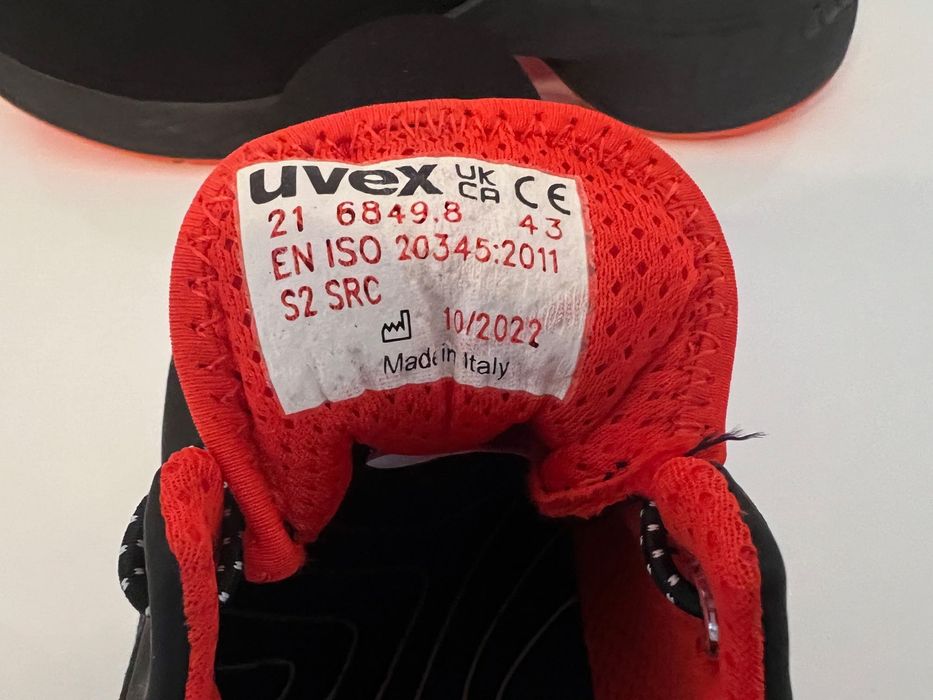 uvex UK CA CE
21 6849.8 43
EN ISO 20345:2011
S2 SRC
10/2022
Made in Italy